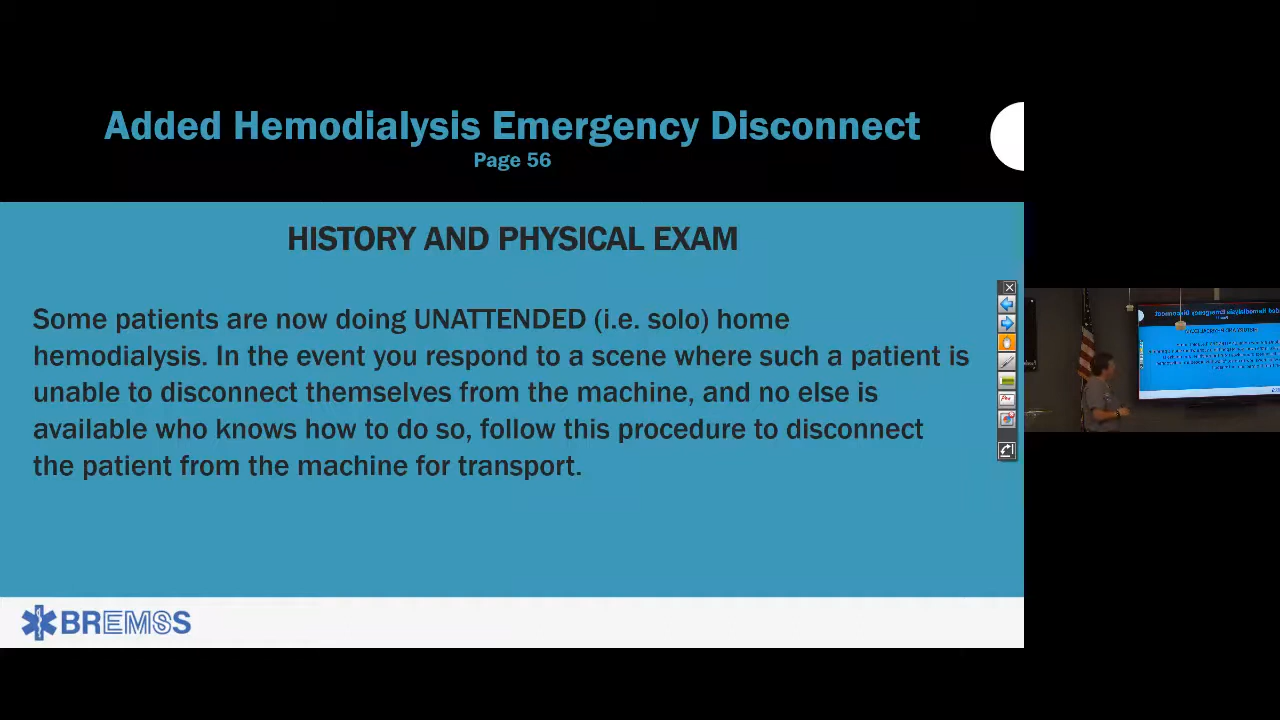 Added Hemodialysis Emergency Disconnect
Page 56
HISTORY AND PHYSICAL EXAM
Some patients are now doing UNATTENDED (i.e. solo) home
hemodialysis. In the event you respond to a scene where such a patient is
unable to disconnect themselves from the machine, and no else is
available who knows how to do so, follow this procedure to disconnect
the patient from the machine for transport.
BREMSS